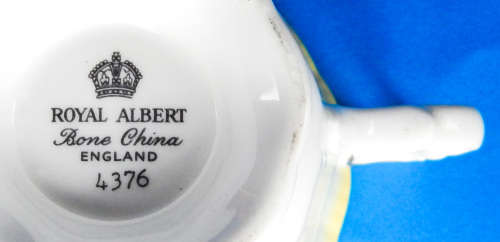 ROYAL ALBERT
Bone China
ENGLAND
4376